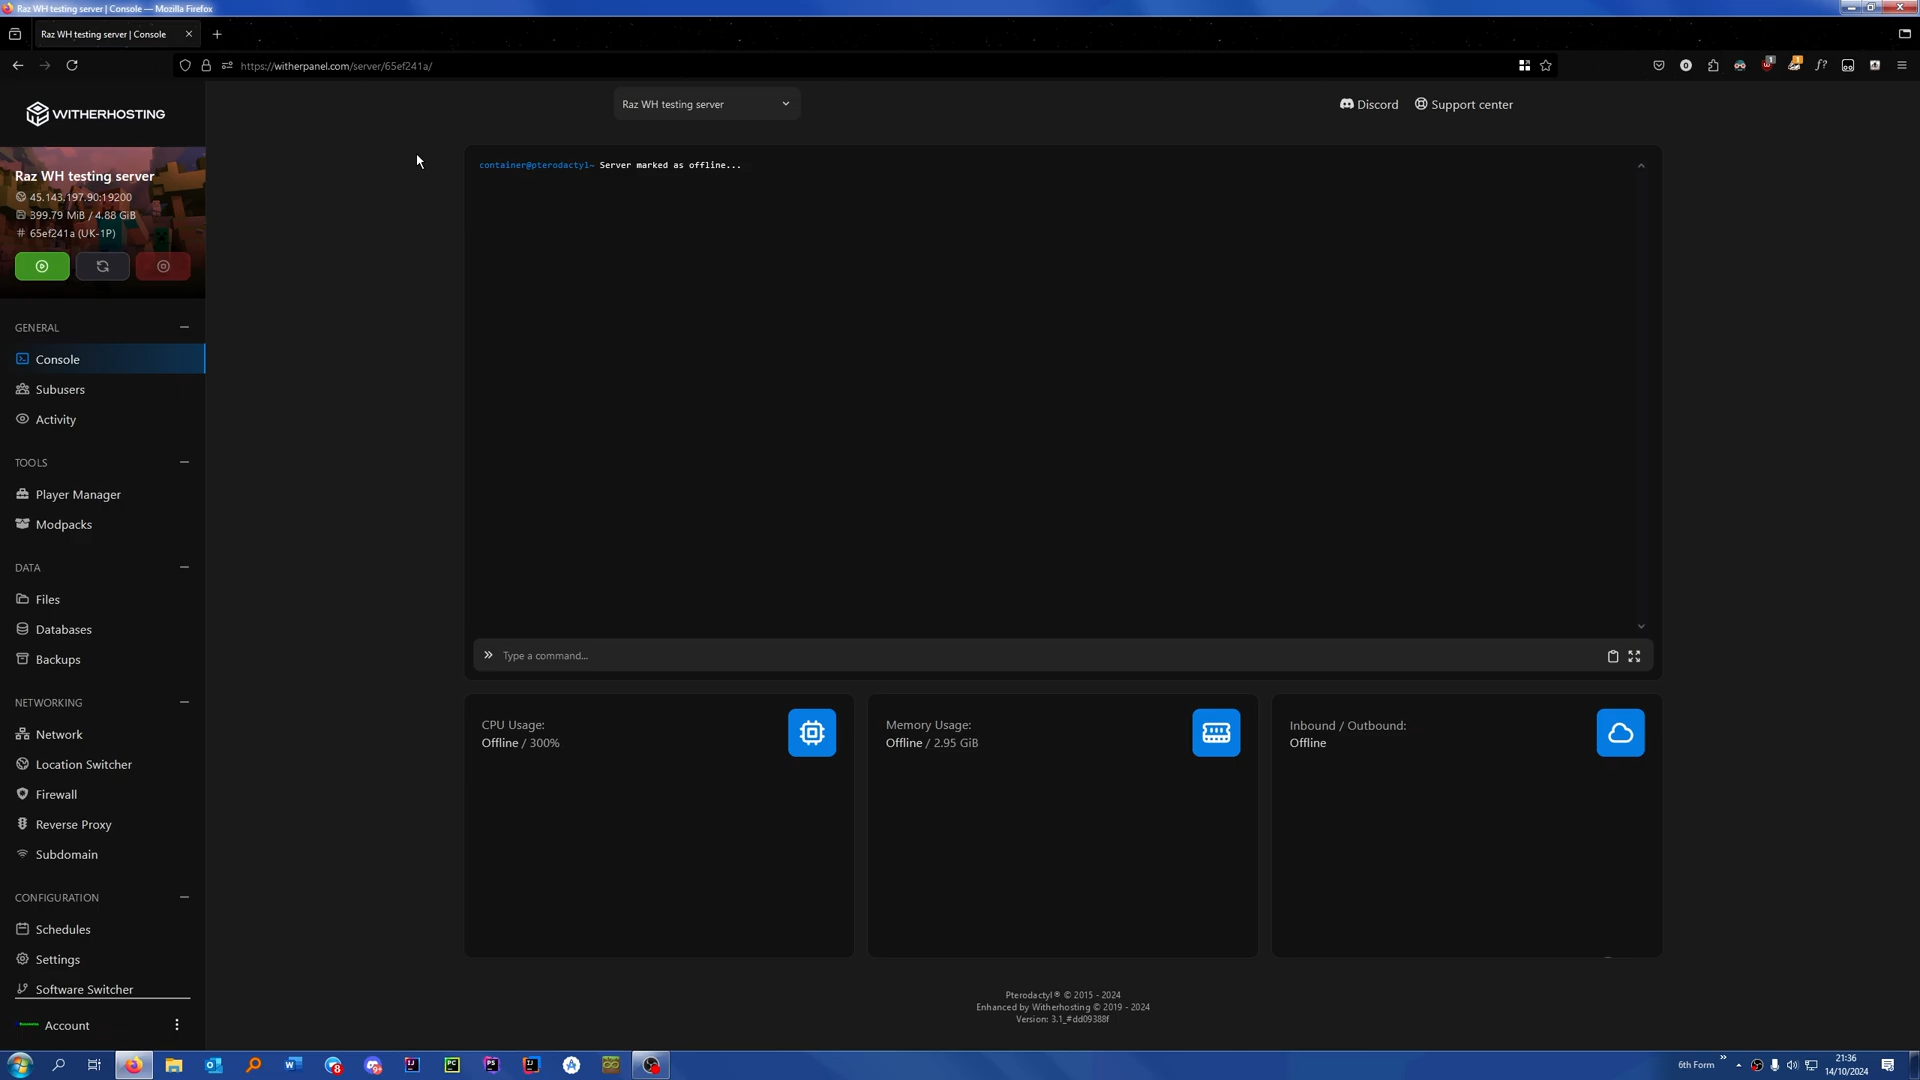 Raz WH testing server | Console — Mozilla Firefox
Raz WH testing server | Console
https://witherpanel.com/server/65ef241a/
WITHERHOSTING
Raz WH testing server
Discord
Support center
Raz WH testing server
45.143.197.90:19200
399.79 MiB / 4.88 GiB
65ef241a (UK-1P)
container@pterodactyl~ Server marked as offline...
GENERAL
Console
Subusers
Activity
TOOLS
Player Manager
Modpacks
DATA
Files
Databases
Backups
NETWORKING
Network
Location Switcher
Firewall
Reverse Proxy
Subdomain
CONFIGURATION
Schedules
Settings
Software Switcher
Account
Type a command...
CPU Usage:
Offline / 300%
Memory Usage:
Offline / 2.95 GiB
Inbound / Outbound:
Offline
Pterodactyl® © 2015 - 2024
Enhanced by Witherhosting © 2019 - 2024
Version: 3.1_#dd09388f
6th Form
21:36
14/10/2024